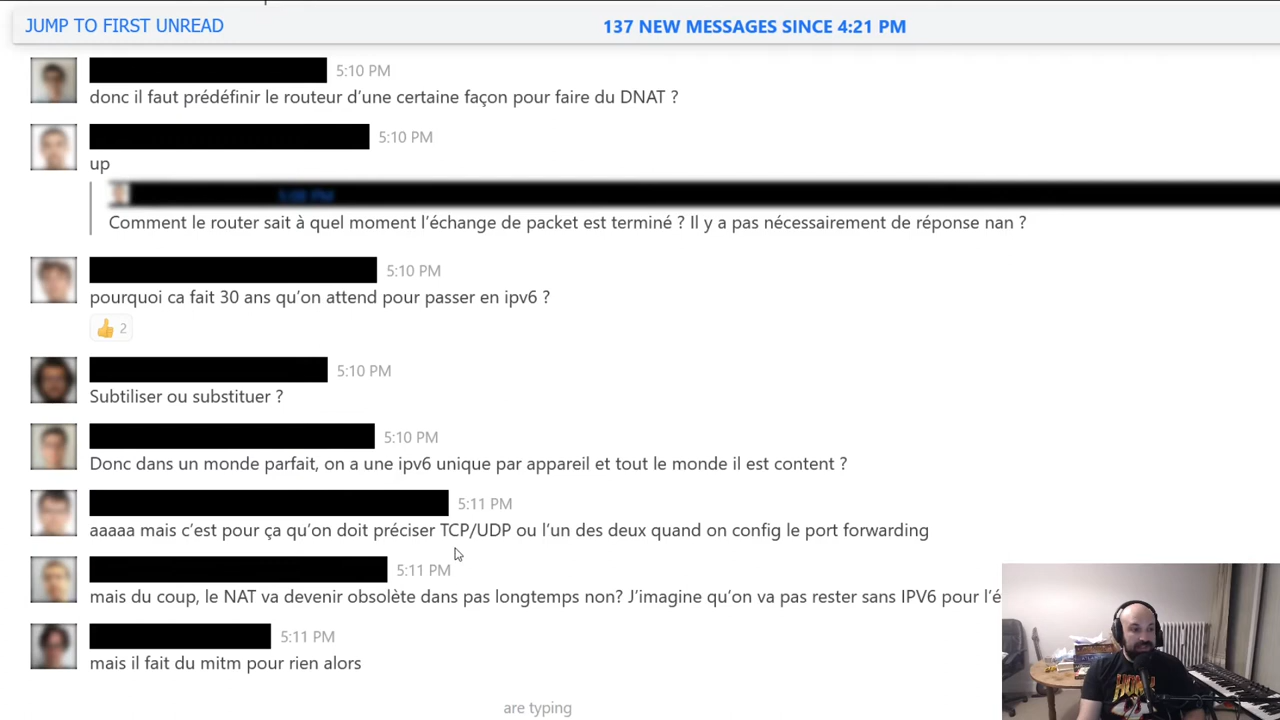 JUMP TO FIRST UNREAD
137 NEW MESSAGES SINCE 4:21 PM
5:10 PM
donc il faut prédéfinir le routeur d’une certaine façon pour faire du DNAT ?
5:10 PM
up
5:08 PM
Comment le router sait à quel moment l’échange de packet est terminé ? Il y a pas nécessairement de réponse nan ?
5:10 PM
pourquoi ca fait 30 ans qu’on attend pour passer en ipv6 ?
👍 2
5:10 PM
Subtiliser ou substituer ?
5:10 PM
Donc dans un monde parfait, on a une ipv6 unique par appareil et tout le monde il est content ?
5:11 PM
aaaaa mais c’est pour ça qu’on doit préciser TCP/UDP ou l’un des deux quand on config le port forwarding
5:11 PM
mais du coup, le NAT va devenir obsolète dans pas longtemps non? J’imagine qu’on va pas rester sans IPV6 pour l’é
5:11 PM
mais il fait du mitm pour rien alors
are typing